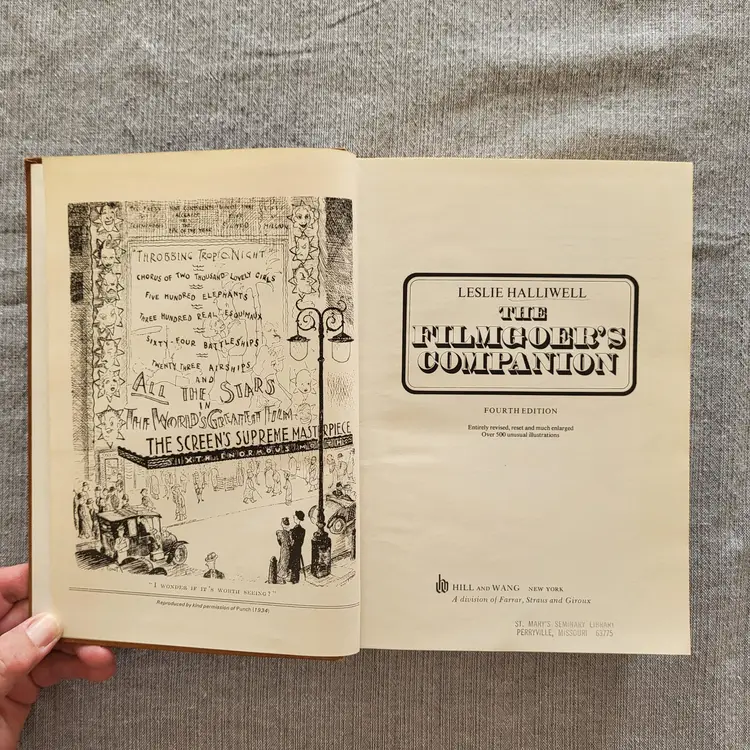 "THROBBING TROPIC NIGHT"
CHORUS OF TWO THOUSAND LOVELY GIRLS
FIVE HUNDRED ELEPHANTS
THREE HUNDRED REAL ESQUIMAUX
SIXTY-FOUR BATTLESHIPS
TWENTY THREE AIRSHIPS
AND
ALL THE STARS
IN
THE WORLD'S GREATEST FILM
THE SCREEN'S SUPREME MASTERPIECE
SIXTH ENORMOUS
"I WONDER IF IT'S WORTH SEEING?"
Reproduced by kind permission of Punch (1934)
LESLIE HALLIWELL
THE
FILMGOER'S
COMPANION
FOURTH EDITION
Entirely revised, reset and much enlarged
Over 500 unusual illustrations
HILL AND WANG NEW YORK
A division of Farrar, Straus and Giroux
ST. MARY'S SEMINARY LIBRARY
PERRYVILLE, MISSOURI 63775